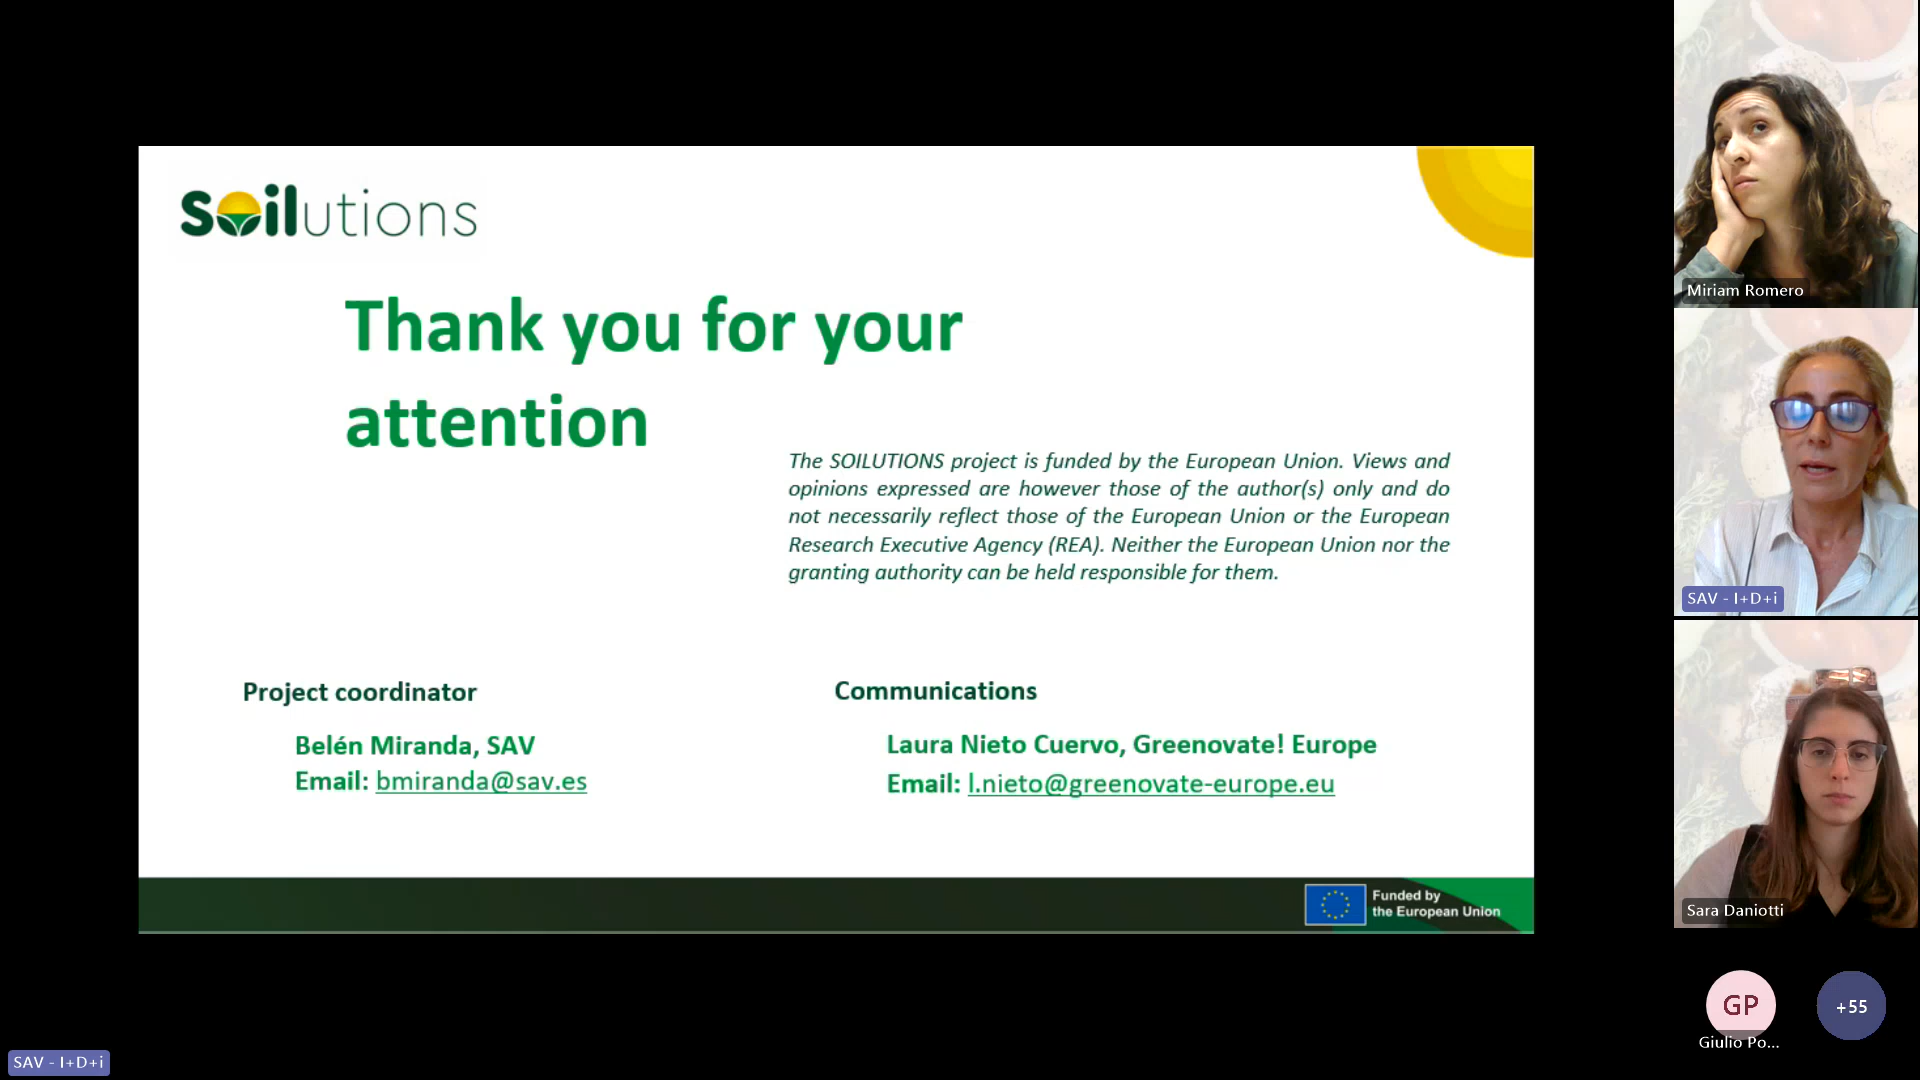 Soilutions
Thank you for your
attention
The SOILUTIONS project is funded by the European Union. Views and
opinions expressed are however those of the author(s) only and do
not necessarily reflect those of the European Union or the European
Research Executive Agency (REA). Neither the European Union nor the
granting authority can be held responsible for them.
Project coordinator
Belén Miranda, SAV
Email: bmiranda@sav.es
Communications
Laura Nieto Cuervo, Greenovate! Europe
Email: l.nieto@greenovate-europe.eu
Funded by
the European Union
Miriam Romero
SAV - I+D+i
Sara Daniotti
GP
Giulio Po...
+55
SAV - I+D+i